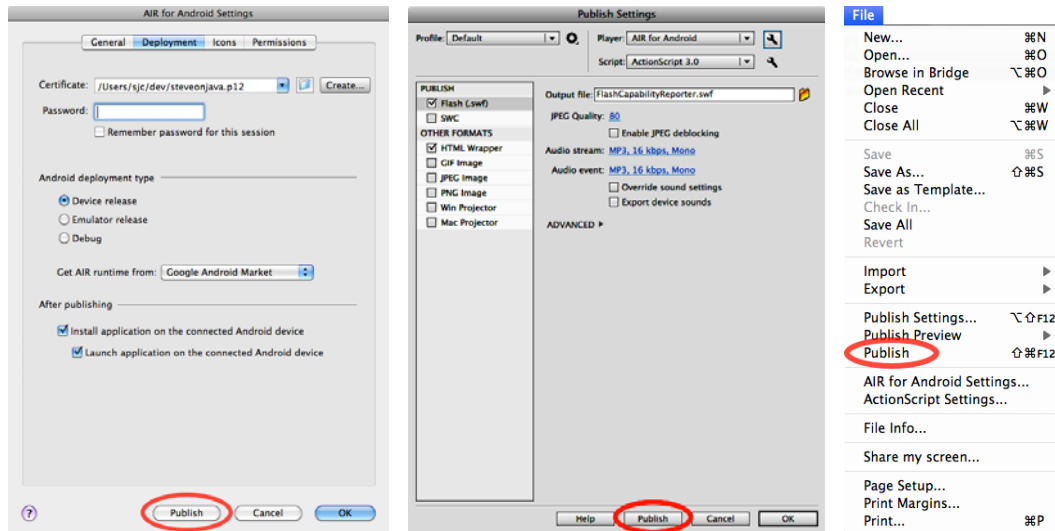 AIR for Android Settings
General Deployment Icons Permissions
Certificate: /Users/sjc/dev/steveonjava.p12 Create...
Password:
Remember password for this session
Android deployment type
Device release
Emulator release
Debug
Get AIR runtime from: Google Android Market
After publishing
Install application on the connected Android device
Launch application on the connected Android device
? Publish Cancel OK
Publish Settings
Profile: Default Player: AIR for Android
Script: ActionScript 3.0
PUBLISH
Flash (.swf)
SWC
OTHER FORMATS
HTML Wrapper
GIF Image
JPEG Image
PNG Image
Win Projector
Mac Projector
Output file: FlashCapabilityReporter.swf
JPEG Quality: 80
Enable JPEG deblocking
Audio stream: MP3, 16 kbps, Mono
Audio event: MP3, 16 kbps, Mono
Override sound settings
Export device sounds
ADVANCED
Help Publish Cancel OK
File
New... ⌘N
Open... ⌘O
Browse in Bridge ⌥⌘O
Open Recent
Close ⌘W
Close All ⌥⌘W
Save ⌘S
Save As... ⇧⌘S
Save as Template...
Check In...
Save All
Revert
Import
Export
Publish Settings... ⌥⇧F12
Publish Preview
Publish ⇧⌘F12
AIR for Android Settings...
ActionScript Settings...
File Info...
Share my screen...
Page Setup...
Print Margins...
Print... ⌘P